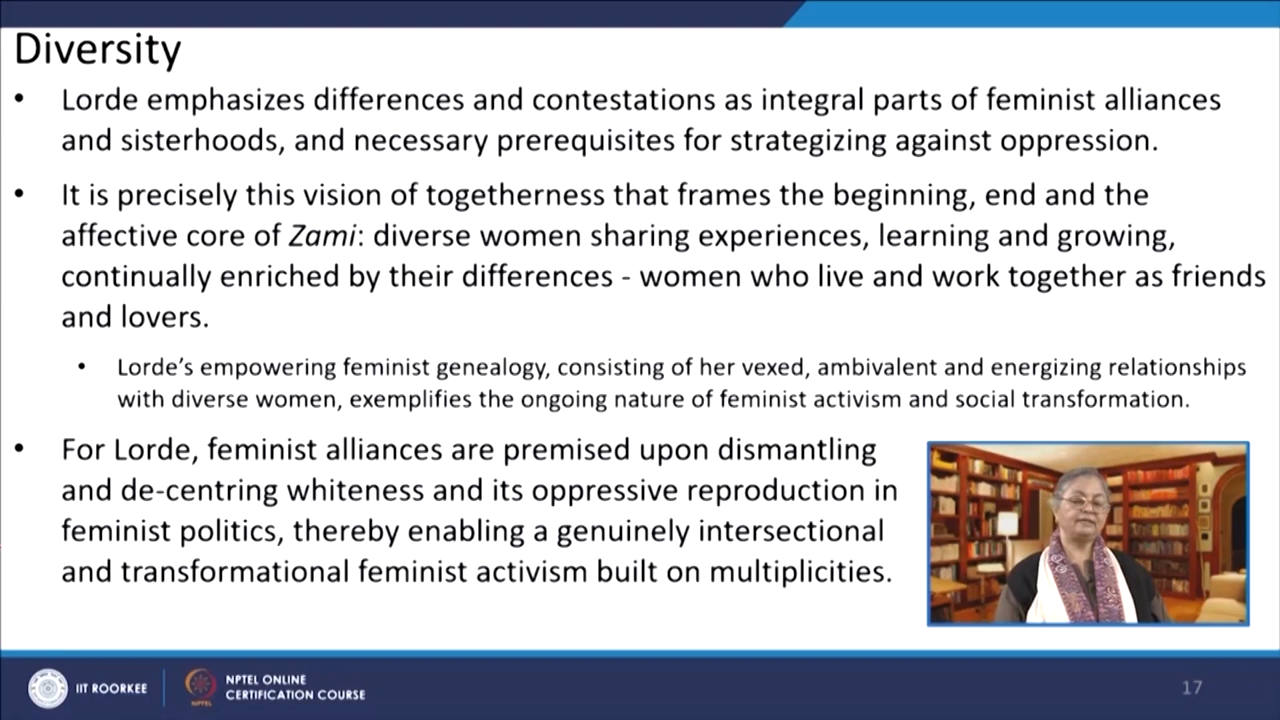 Diversity
• Lorde emphasizes differences and contestations as integral parts of feminist alliances
and sisterhoods, and necessary prerequisites for strategizing against oppression.
• It is precisely this vision of togetherness that frames the beginning, end and the
affective core of Zami: diverse women sharing experiences, learning and growing,
continually enriched by their differences - women who live and work together as friends
and lovers.
• Lorde’s empowering feminist genealogy, consisting of her vexed, ambivalent and energizing relationships
with diverse women, exemplifies the ongoing nature of feminist activism and social transformation.
• For Lorde, feminist alliances are premised upon dismantling
and de-centring whiteness and its oppressive reproduction in
feminist politics, thereby enabling a genuinely intersectional
and transformational feminist activism built on multiplicities.
IIT ROORKEE
NPTEL
NPTEL ONLINE
CERTIFICATION COURSE
17